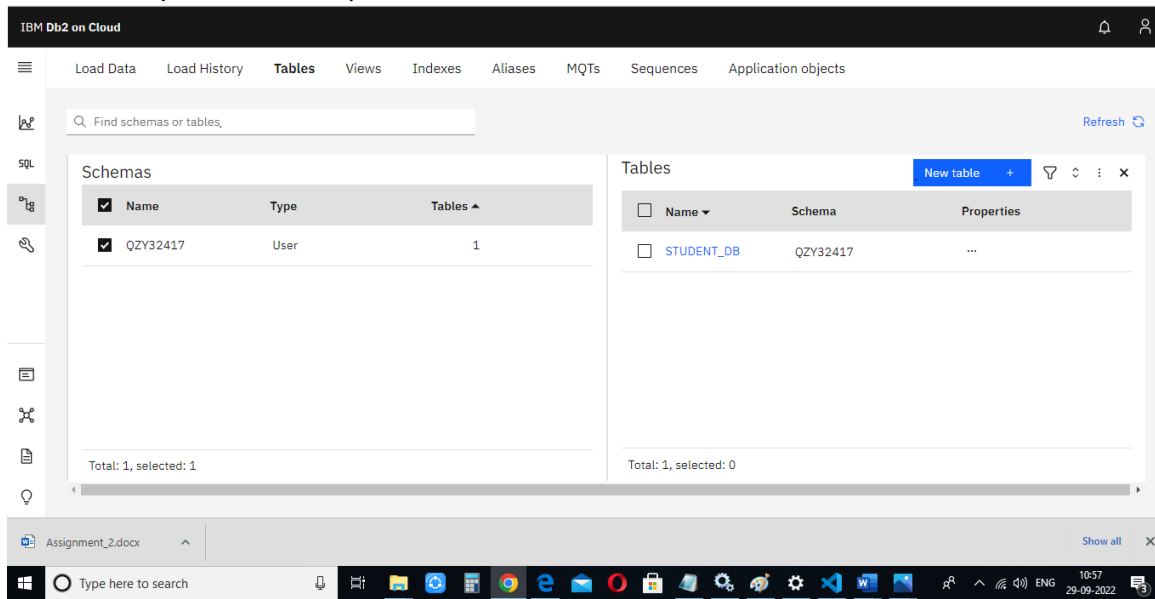 IBM Db2 on Cloud
Load Data Load History Tables Views Indexes Aliases MQTs Sequences Application objects
Find schemas or tables
Refresh
SQL
Schemas
Name Type Tables
QZY32417 User 1
Total: 1, selected: 1
Tables
New table +
Name Schema Properties
STUDENT_DB QZY32417 ...
Total: 1, selected: 0
Assignment_2.docx
Show all
Type here to search
ENG
10:57
29-09-2022
3